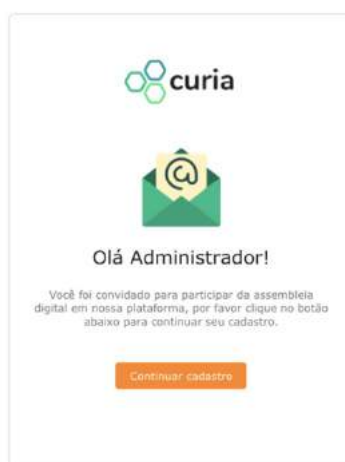 curia
@
Olá Administrador!
Você foi convidado para participar da assembleia
digital em nossa plataforma, por favor clique no botão
abaixo para continuar seu cadastro.
Continuar cadastro